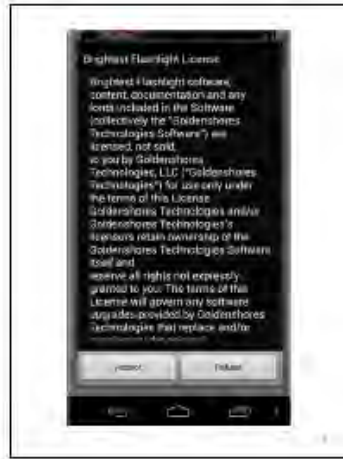 Brightest Flashlight License
Brightest Flashlight software,
content, documentation and any
fonts included in the Software
(collectively the "Goldenshores
Technologies Software") are
licensed, not sold,
to you by Goldenshores
Technologies, LLC ("Goldenshores
Technologies") for use only under
the terms of this License
Goldenshores Technologies and/or
Goldenshores Technologies's
licensors retain ownership of the
Goldenshores Technologies Software
itself and
reserve all rights not expressly
granted to you. The terms of this
License will govern any software
upgrades provided by Goldenshores
Technologies that replace and/or
Accept
Refuse